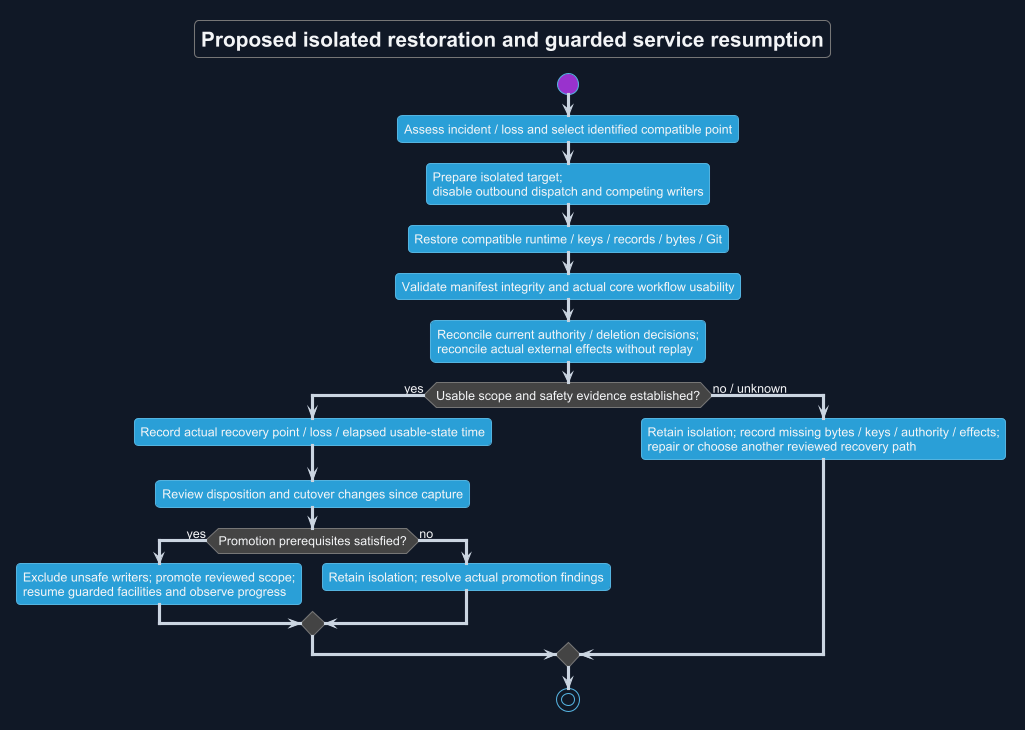 Proposed isolated restoration and guarded service resumption
Assess incident / loss and select identified compatible point
Prepare isolated target;
disable outbound dispatch and competing writers
Restore compatible runtime / keys / records / bytes / Git
Validate manifest integrity and actual core workflow usability
Reconcile current authority / deletion decisions;
reconcile actual external effects without replay
yes
Usable scope and safety evidence established?
no / unknown
Record actual recovery point / loss / elapsed usable-state time
Retain isolation; record missing bytes / keys / authority / effects;
repair or choose another reviewed recovery path
Review disposition and cutover changes since capture
yes
Promotion prerequisites satisfied?
no
Exclude unsafe writers; promote reviewed scope;
resume guarded facilities and observe progress
Retain isolation; resolve actual promotion findings